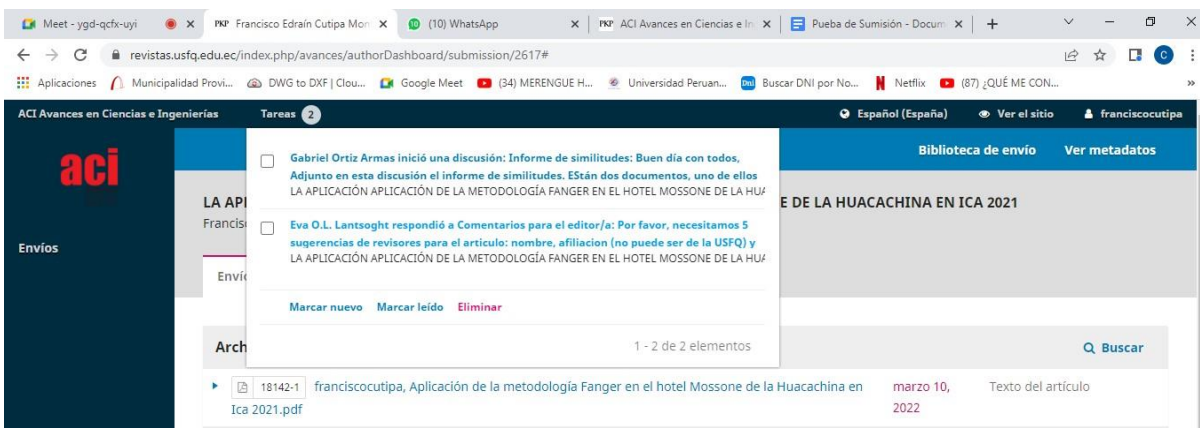 Meet - ygd-qcfx-uyi
PKP Francisco Edraín Cutipa Mon
(10) WhatsApp
PKP ACI Avances en Ciencias e In
Pueba de Sumisión - Docum
revistas.usfq.edu.ec/index.php/avances/authorDashboard/submission/2617#
C
Aplicaciones
Municipalidad Provi...
DWG to DXF | Clou...
Google Meet
(34) MERENGUE H...
Universidad Peruan...
Dni Buscar DNI por No...
Netflix
(87) ¿QUÉ ME CON...
»
ACI Avances en Ciencias e Ingenierías
Tareas 2
Español (España)
Ver el sitio
franciscocutipa
aci
Biblioteca de envío
Ver metadatos
Envíos
Gabriel Ortiz Armas inició una discusión: Informe de similitudes: Buen día con todos,
Adjunto en esta discusión el informe de similitudes. EStán dos documentos, uno de ellos
LA APLICACIÓN APLICACIÓN DE LA METODOLOGÍA FANGER EN EL HOTEL MOSSONE DE LA HUA
Eva O.L. Lantsoght respondió a Comentarios para el editor/a: Por favor, necesitamos 5
sugerencias de revisores para el articulo: nombre, afiliacion (no puede ser de la USFQ) y
LA APLICACIÓN APLICACIÓN DE LA METODOLOGÍA FANGER EN EL HOTEL MOSSONE DE LA HUA
Marcar nuevo
Marcar leído
Eliminar
1 - 2 de 2 elementos
LA API
E DE LA HUACACHINA EN ICA 2021
Francis
Envío
Arch
Buscar
18142-1
franciscocutipa, Aplicación de la metodología Fanger en el hotel Mossone de la Huacachina en
Ica 2021.pdf
marzo 10,
2022
Texto del artículo